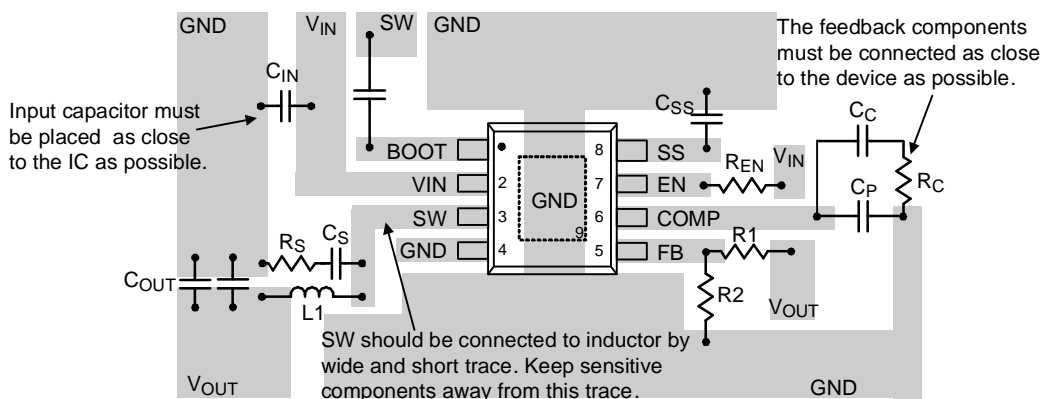 GND
VIN
SW
GND
The feedback components
must be connected as close
to the device as possible.
CIN
Input capacitor must
be placed as close
to the IC as possible.
CSS
CC
BOOT
8
SS
REN
VIN
RC
VIN
2
GND
7
EN
CP
SW
3
6
COMP
9
GND
4
5
FB
R1
RS
CS
COUT
L1
R2
VOUT
SW should be connected to inductor by
wide and short trace. Keep sensitive
components away from this trace.
VOUT
GND